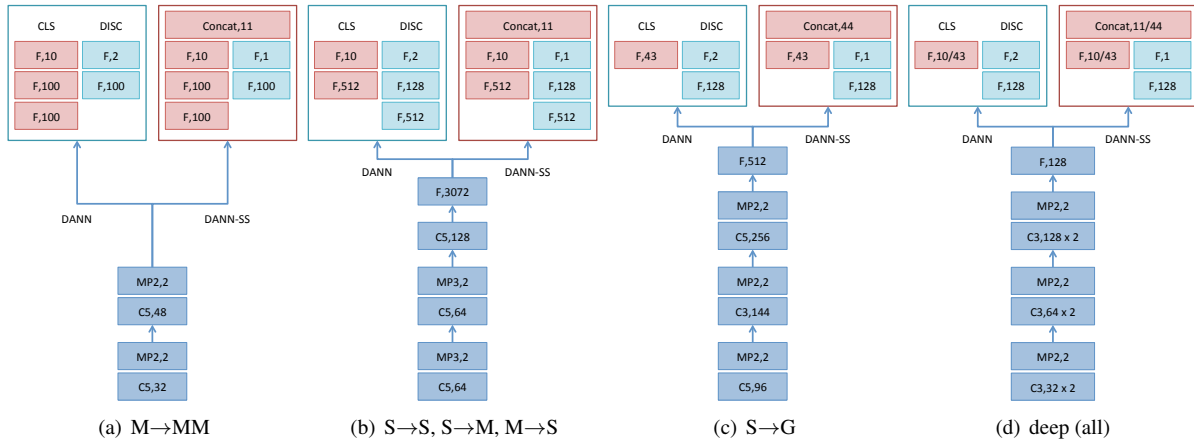 CLS DISC
F,10 F,2
F,100 F,100
F,100
Concat,11
F,10 F,1
F,100 F,100
F,100
DANN DANN-SS
MP2,2
C5,48
MP2,2
C5,32
(a) M→MM
CLS DISC
F,10 F,2
F,512 F,128
F,512
Concat,11
F,10 F,1
F,512 F,128
F,512
DANN DANN-SS
F,3072
C5,128
MP3,2
C5,64
MP3,2
C5,64
(b) S→S, S→M, M→S
CLS DISC
F,43 F,2
F,128
Concat,44
F,43 F,1
F,128
DANN DANN-SS
F,512
MP2,2
C5,256
MP2,2
C3,144
MP2,2
C5,96
(c) S→G
CLS DISC
F,10/43 F,2
F,128
Concat,11/44
F,10/43 F,1
F,128
DANN DANN-SS
F,128
MP2,2
C3,128 x 2
MP2,2
C3,64 x 2
MP2,2
C3,32 x 2
(d) deep (all)